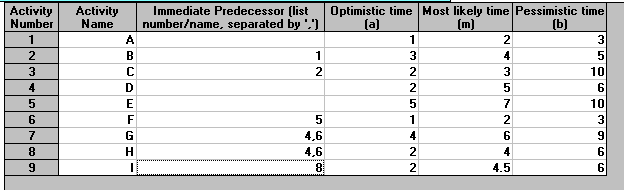 Activity Number Activity Name Immediate Predecessor (list number/name, separated by ',') Optimistic time (a) Most likely time (m) Pessimistic time (b)
1 A 1 2 3
2 B 1 3 4 5
3 C 2 2 3 10
4 D 2 5 6
5 E 5 7 10
6 F 5 1 2 3
7 G 4,6 4 6 9
8 H 4,6 2 4 6
9 I 8 2 4.5 6